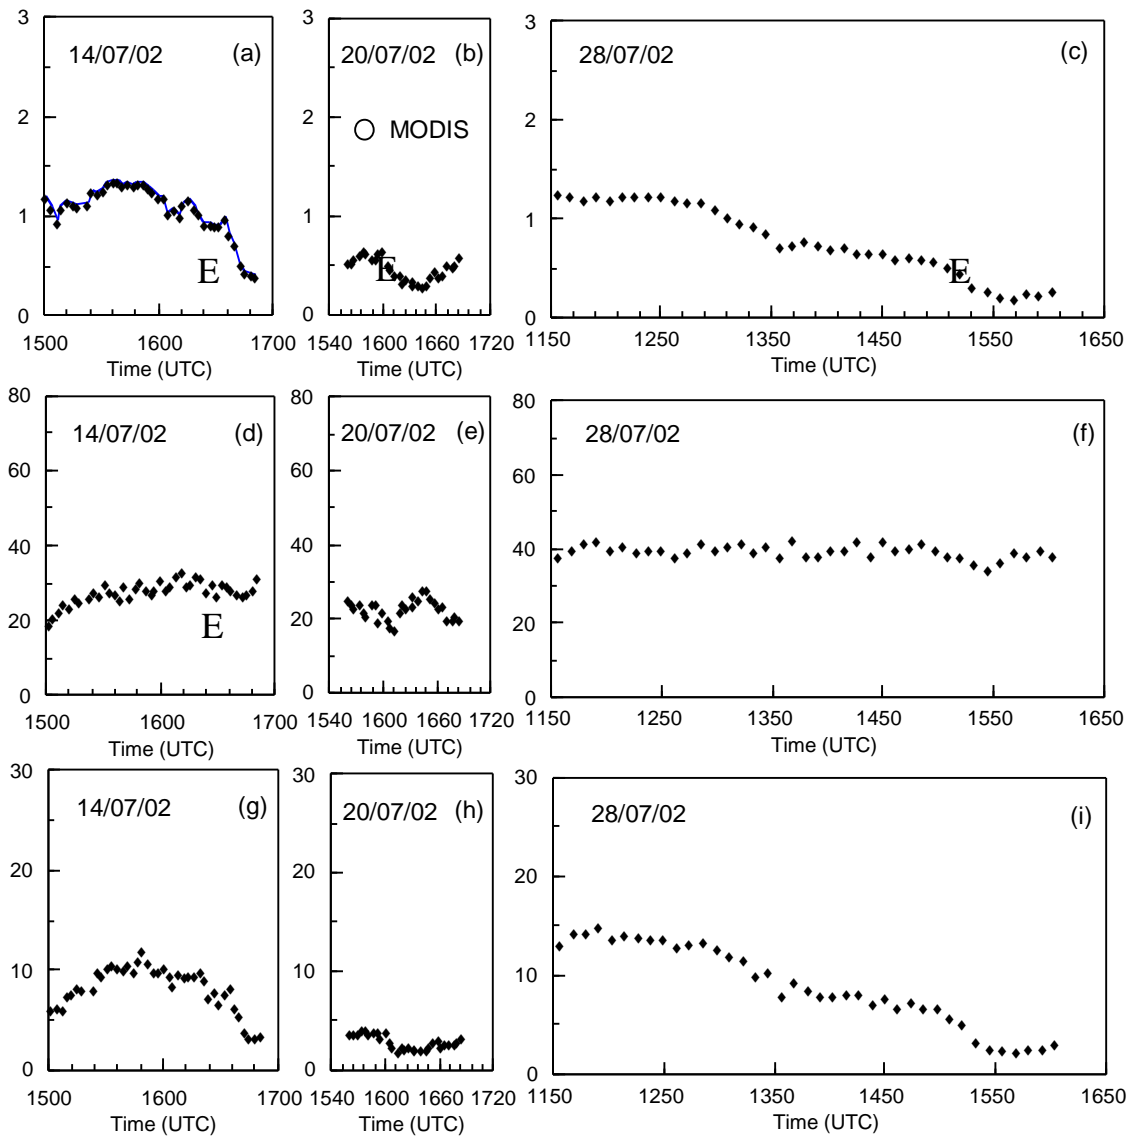 3 3 3
14/07/02 (a) 20/07/02 (b) 28/07/02 (c)
2 2 2
MODIS
1 1 1
E E E
0 0 0
1500 1600 1700 1540 1600 1640 1720 1150 1250 1350 1450 1550 1650
Time (UTC) Time (UTC) Time (UTC)
80 80 80
14/07/02 (d) 20/07/02 (e) 28/07/02 (f)
60 60 60
40 40 40
20 20 20
E
0 0 0
1500 1600 1700 1540 1600 1640 1720 1150 1250 1350 1450 1550 1650
Time (UTC) Time (UTC) Time (UTC)
30 30 30
14/07/02 (g) 20/07/02 (h) 28/07/02 (i)
20 20 20
10 10 10
0 0 0
1500 1600 1700 1540 1600 1640 1720 1150 1250 1350 1450 1550 1650
Time (UTC) Time (UTC) Time (UTC)